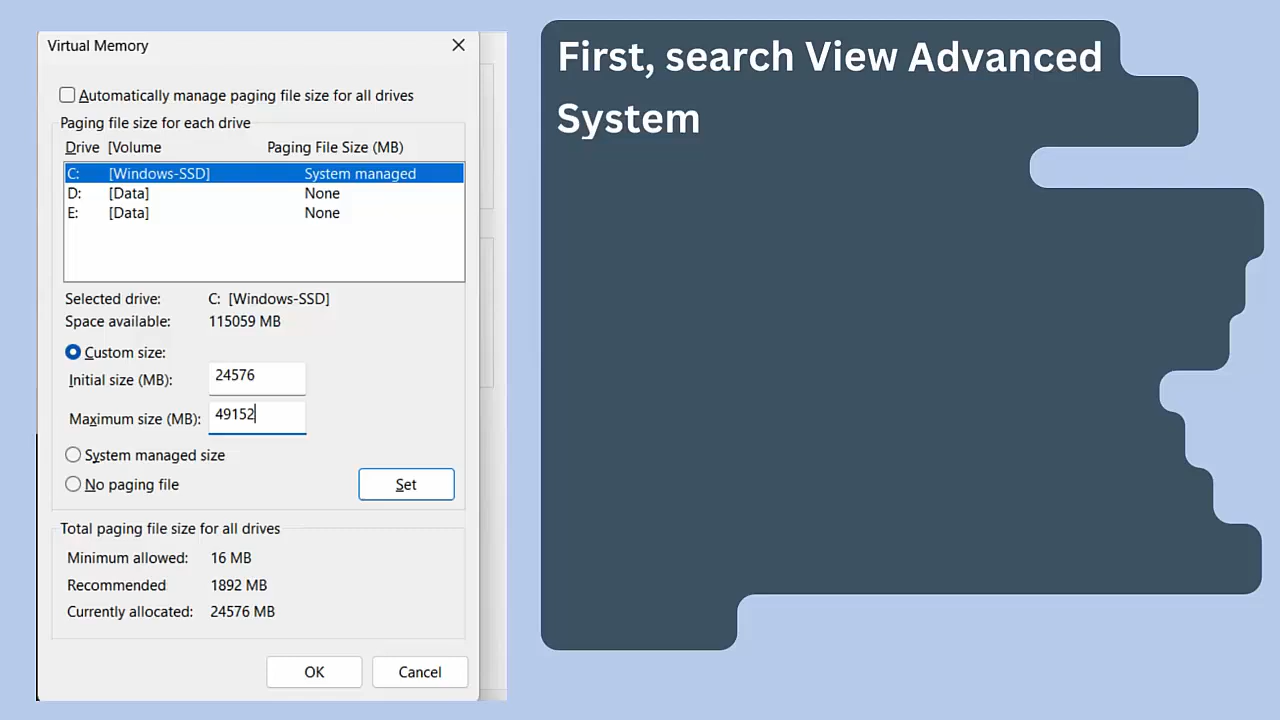 Virtual Memory
Automatically manage paging file size for all drives
Paging file size for each drive
Drive [Volume Paging File Size (MB)
C: [Windows-SSD] System managed
D: [Data] None
E: [Data] None
Selected drive: C: [Windows-SSD]
Space available: 115059 MB
Custom size:
Initial size (MB): 24576
Maximum size (MB): 49152
System managed size
No paging file Set
Total paging file size for all drives
Minimum allowed: 16 MB
Recommended 1892 MB
Currently allocated: 24576 MB
OK Cancel
First, search View Advanced
System